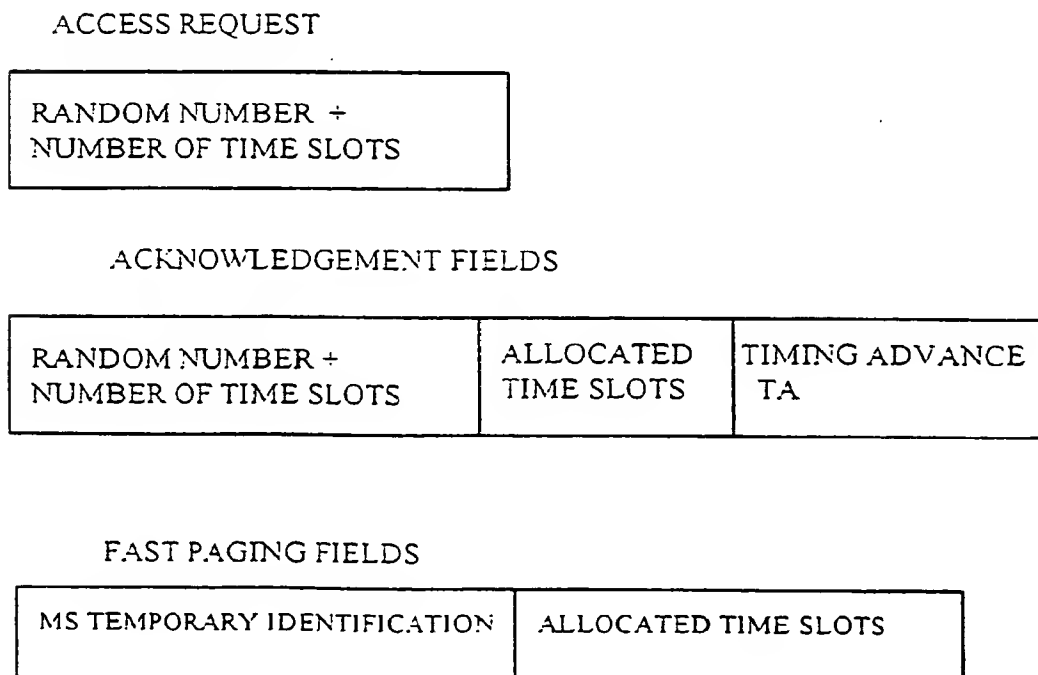 ACCESS REQUEST
RANDOM NUMBER ÷
NUMBER OF TIME SLOTS
ACKNOWLEDGEMENT FIELDS
RANDOM NUMBER ÷
NUMBER OF TIME SLOTS
ALLOCATED
TIME SLOTS
TIMING ADVANCE
TA
FAST PAGING FIELDS
MS TEMPORARY IDENTIFICATION
ALLOCATED TIME SLOTS